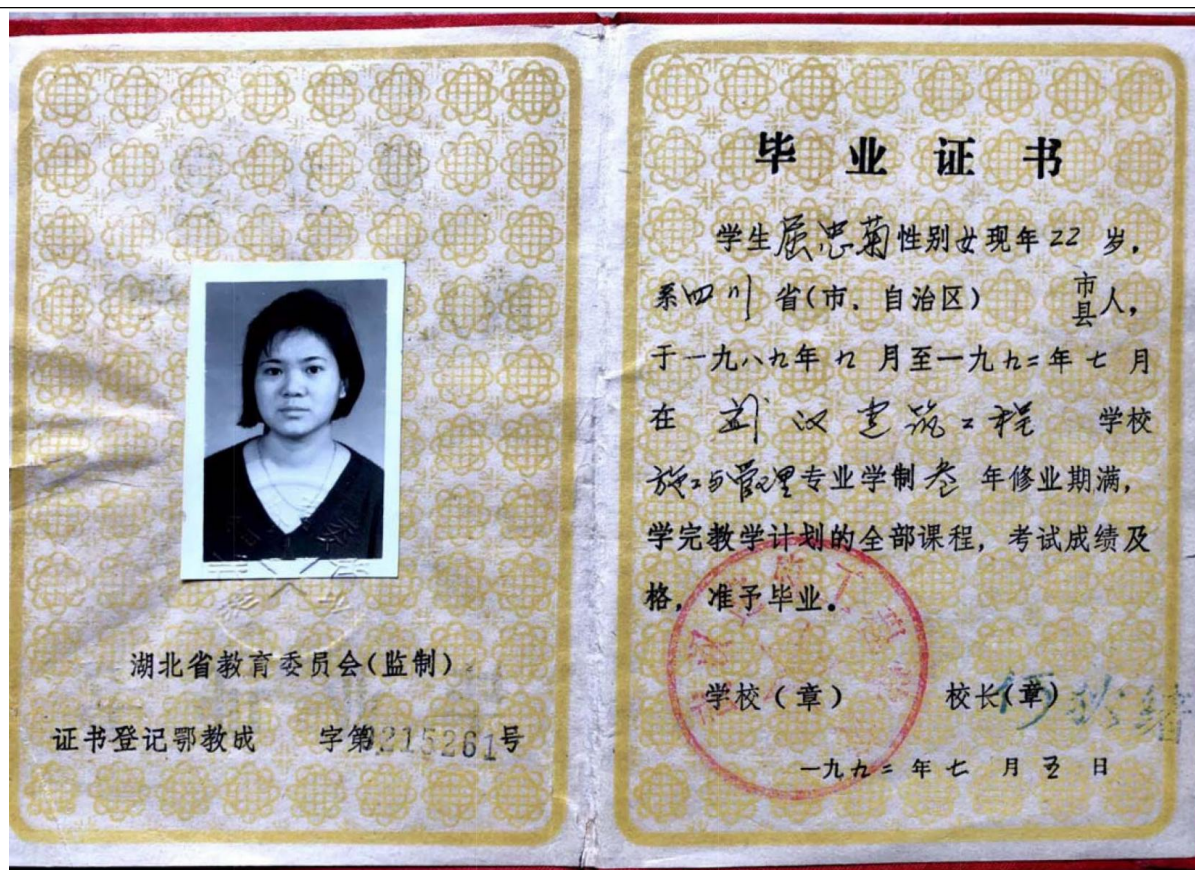 湖北省教育委员会(监制)
证书登记鄂教成 字第9215261号
毕业证书
学生屈忠菊性别女现年22岁，
系四川省(市、自治区) 市县人，
于一九八九年九月至一九九二年七月
在 武汉建筑工程 学校
施工与管理专业学制叁年修业期满，
学完教学计划的全部课程，考试成绩及
格，准予毕业。
学校(章) 校长(章)
一九九二年七月五日